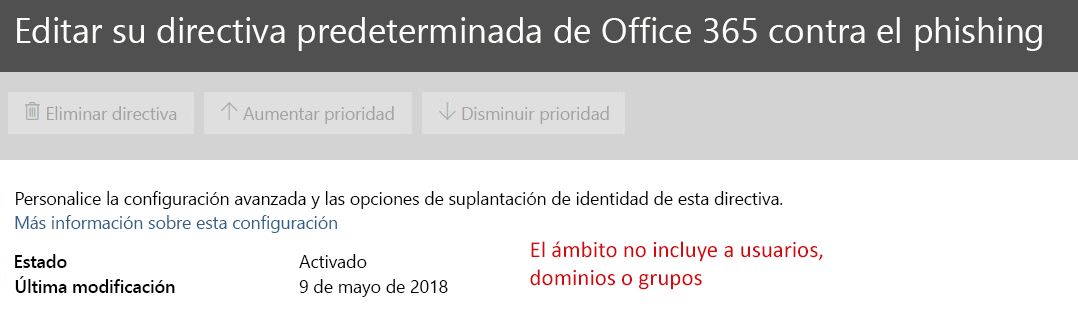 Editar su directiva predeterminada de Office 365 contra el phishing
Eliminar directiva Aumentar prioridad Disminuir prioridad
Personalice la configuración avanzada y las opciones de suplantación de identidad de esta directiva.
Más información sobre esta configuración
Estado Activado
Última modificación 9 de mayo de 2018
El ámbito no incluye a usuarios,
dominios o grupos